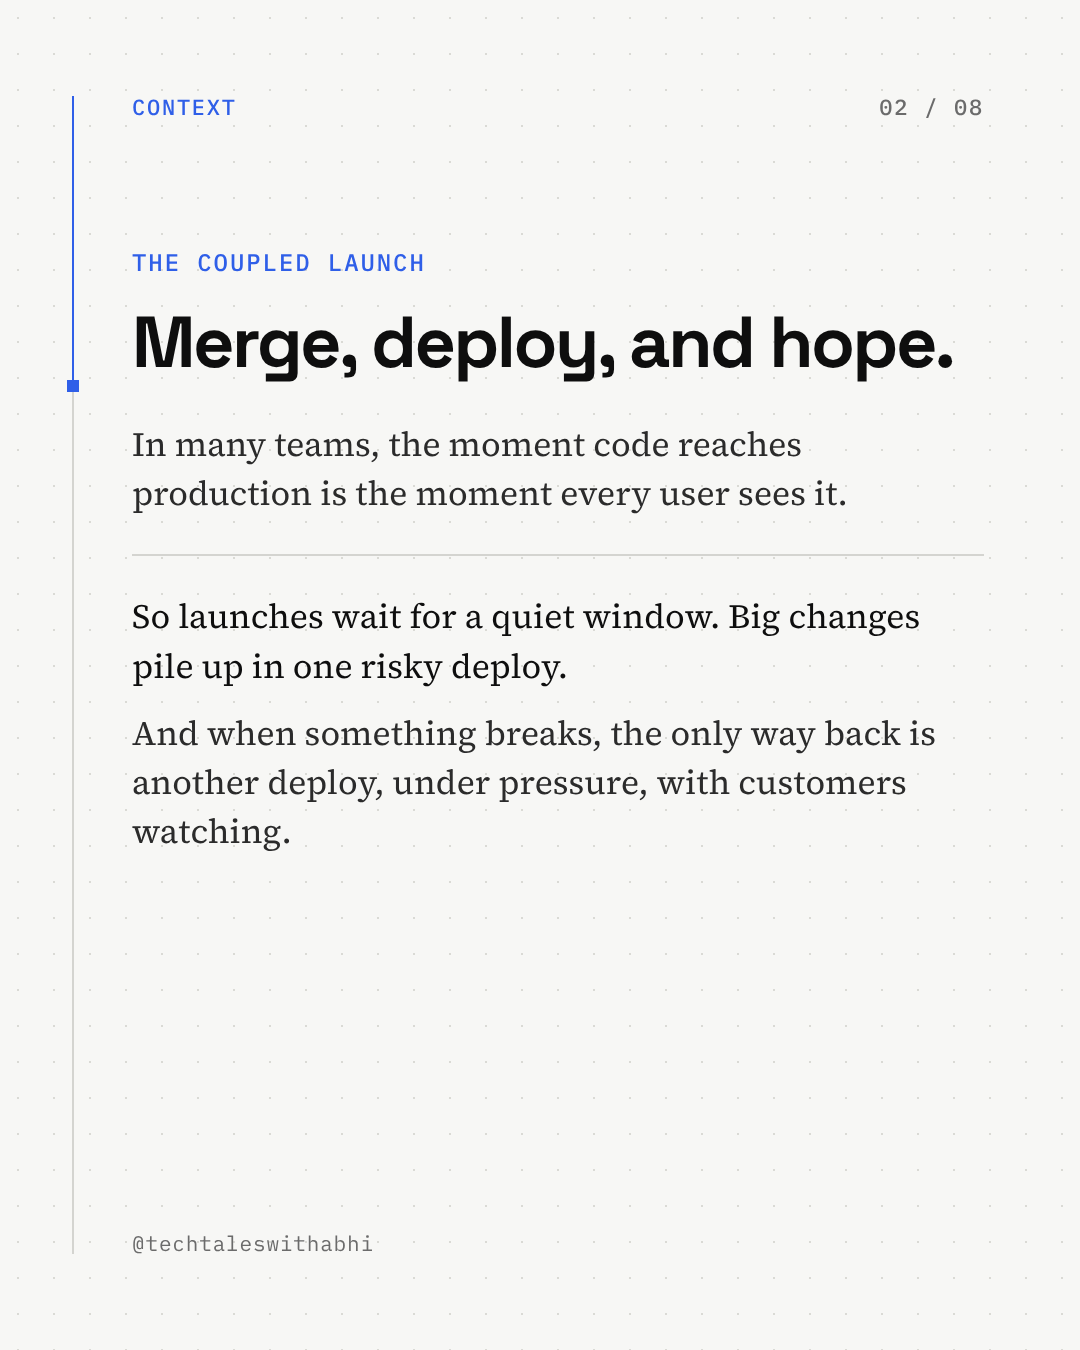 CONTEXT
02 / 08
THE COUPLED LAUNCH
Merge, deploy, and hope.
In many teams, the moment code reaches
production is the moment every user sees it.
So launches wait for a quiet window. Big changes
pile up in one risky deploy.
And when something breaks, the only way back is
another deploy, under pressure, with customers
watching.
@techtaleswithabhi